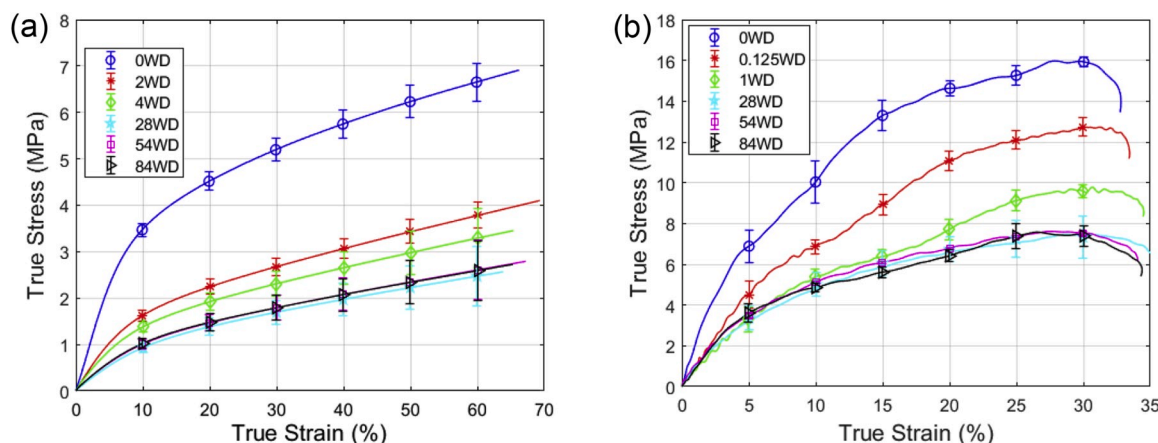 (a)
8
7
6
5
4
3
2
1
0
True Stress (MPa)
0WD
2WD
4WD
28WD
54WD
84WD
0 10 20 30 40 50 60 70
True Strain (%)
(b)
18
16
14
12
10
8
6
4
2
0
True Stress (MPa)
0WD
0.125WD
1WD
28WD
54WD
84WD
0 5 10 15 20 25 30 35
True Strain (%)